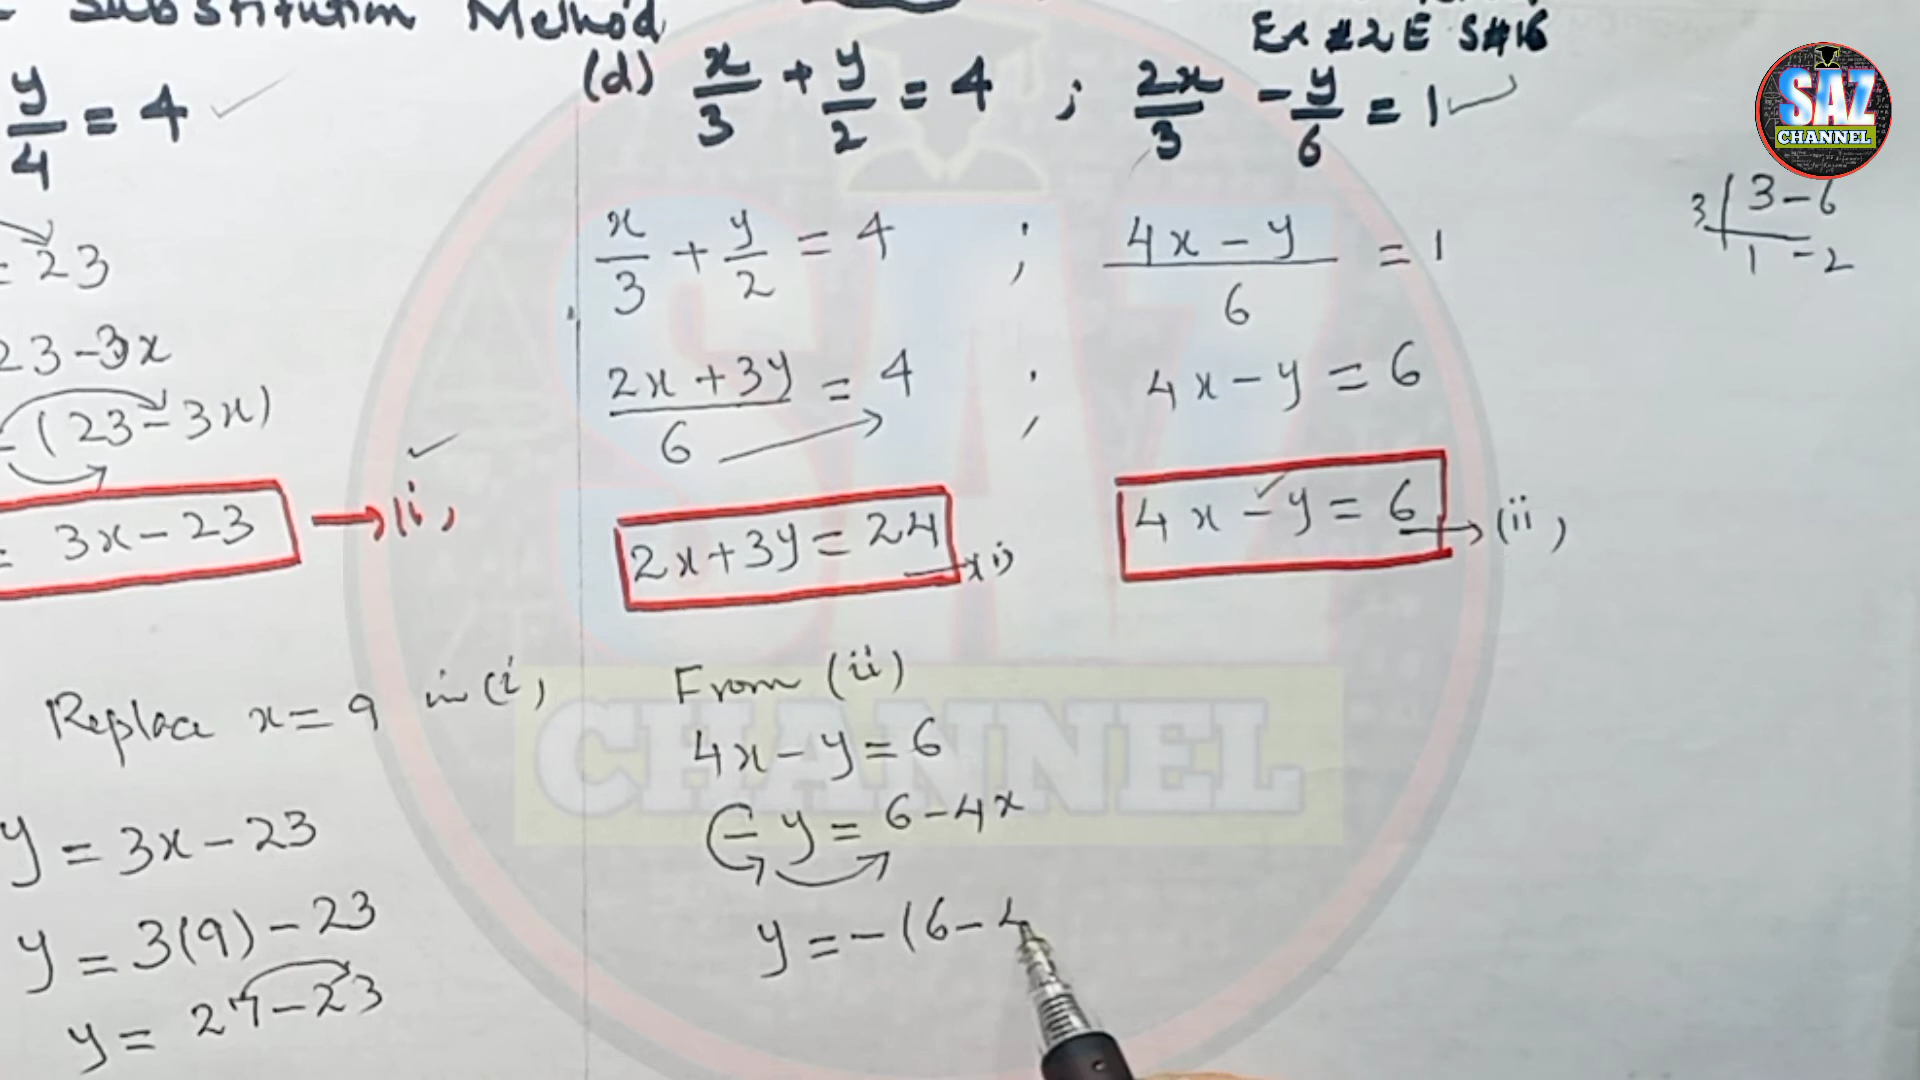 Substitution Method
Ex #2E S#16
y/4 = 4
= 23
23-3x
-(23-3x)
= 3x-23 → (i)
Replace x=9 in (i)
y = 3x-23
y = 3(9)-23
y = 27-23
(d) x/3 + y/2 = 4 ; 2x/3 - y/6 = 1
x/3 + y/2 = 4 ; (4x-y)/6 = 1
(2x+3y)/6 = 4 ; 4x-y = 6
2x+3y = 24 → (i) 4x-y = 6 → (ii)
From (ii)
4x-y = 6
-y = 6-4x
y = -(6-4
3 | 3-6
1-2
SAZ
CHANNEL
SAZ
CHANNEL